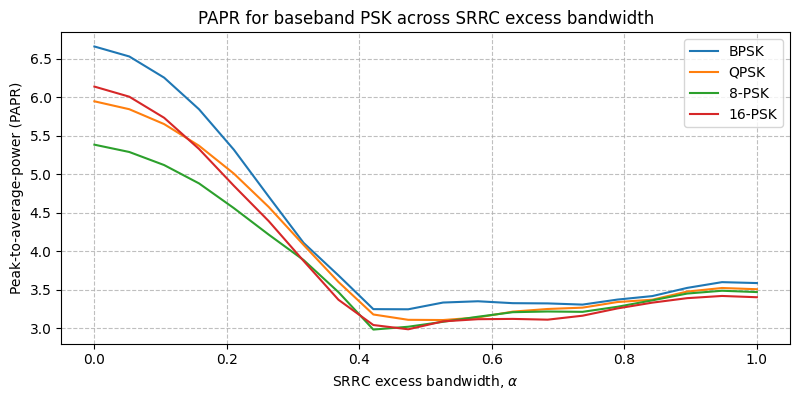 PAPR for baseband PSK across SRRC excess bandwidth
Peak-to-average-power (PAPR)
6.5
6.0
5.5
5.0
4.5
4.0
3.5
3.0
BPSK
QPSK
8-PSK
16-PSK
0.0 0.2 0.4 0.6 0.8 1.0
SRRC excess bandwidth, α